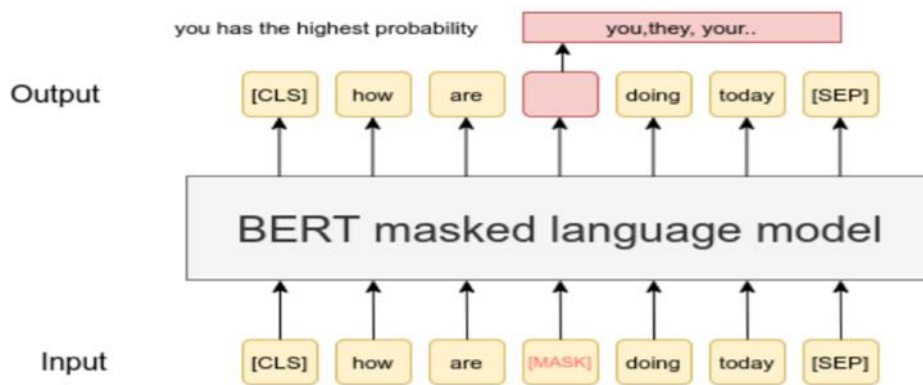 you has the highest probability
you,they, your..
Output
[CLS] how are doing today [SEP]
BERT masked language model
Input
[CLS] how are [MASK] doing today [SEP]